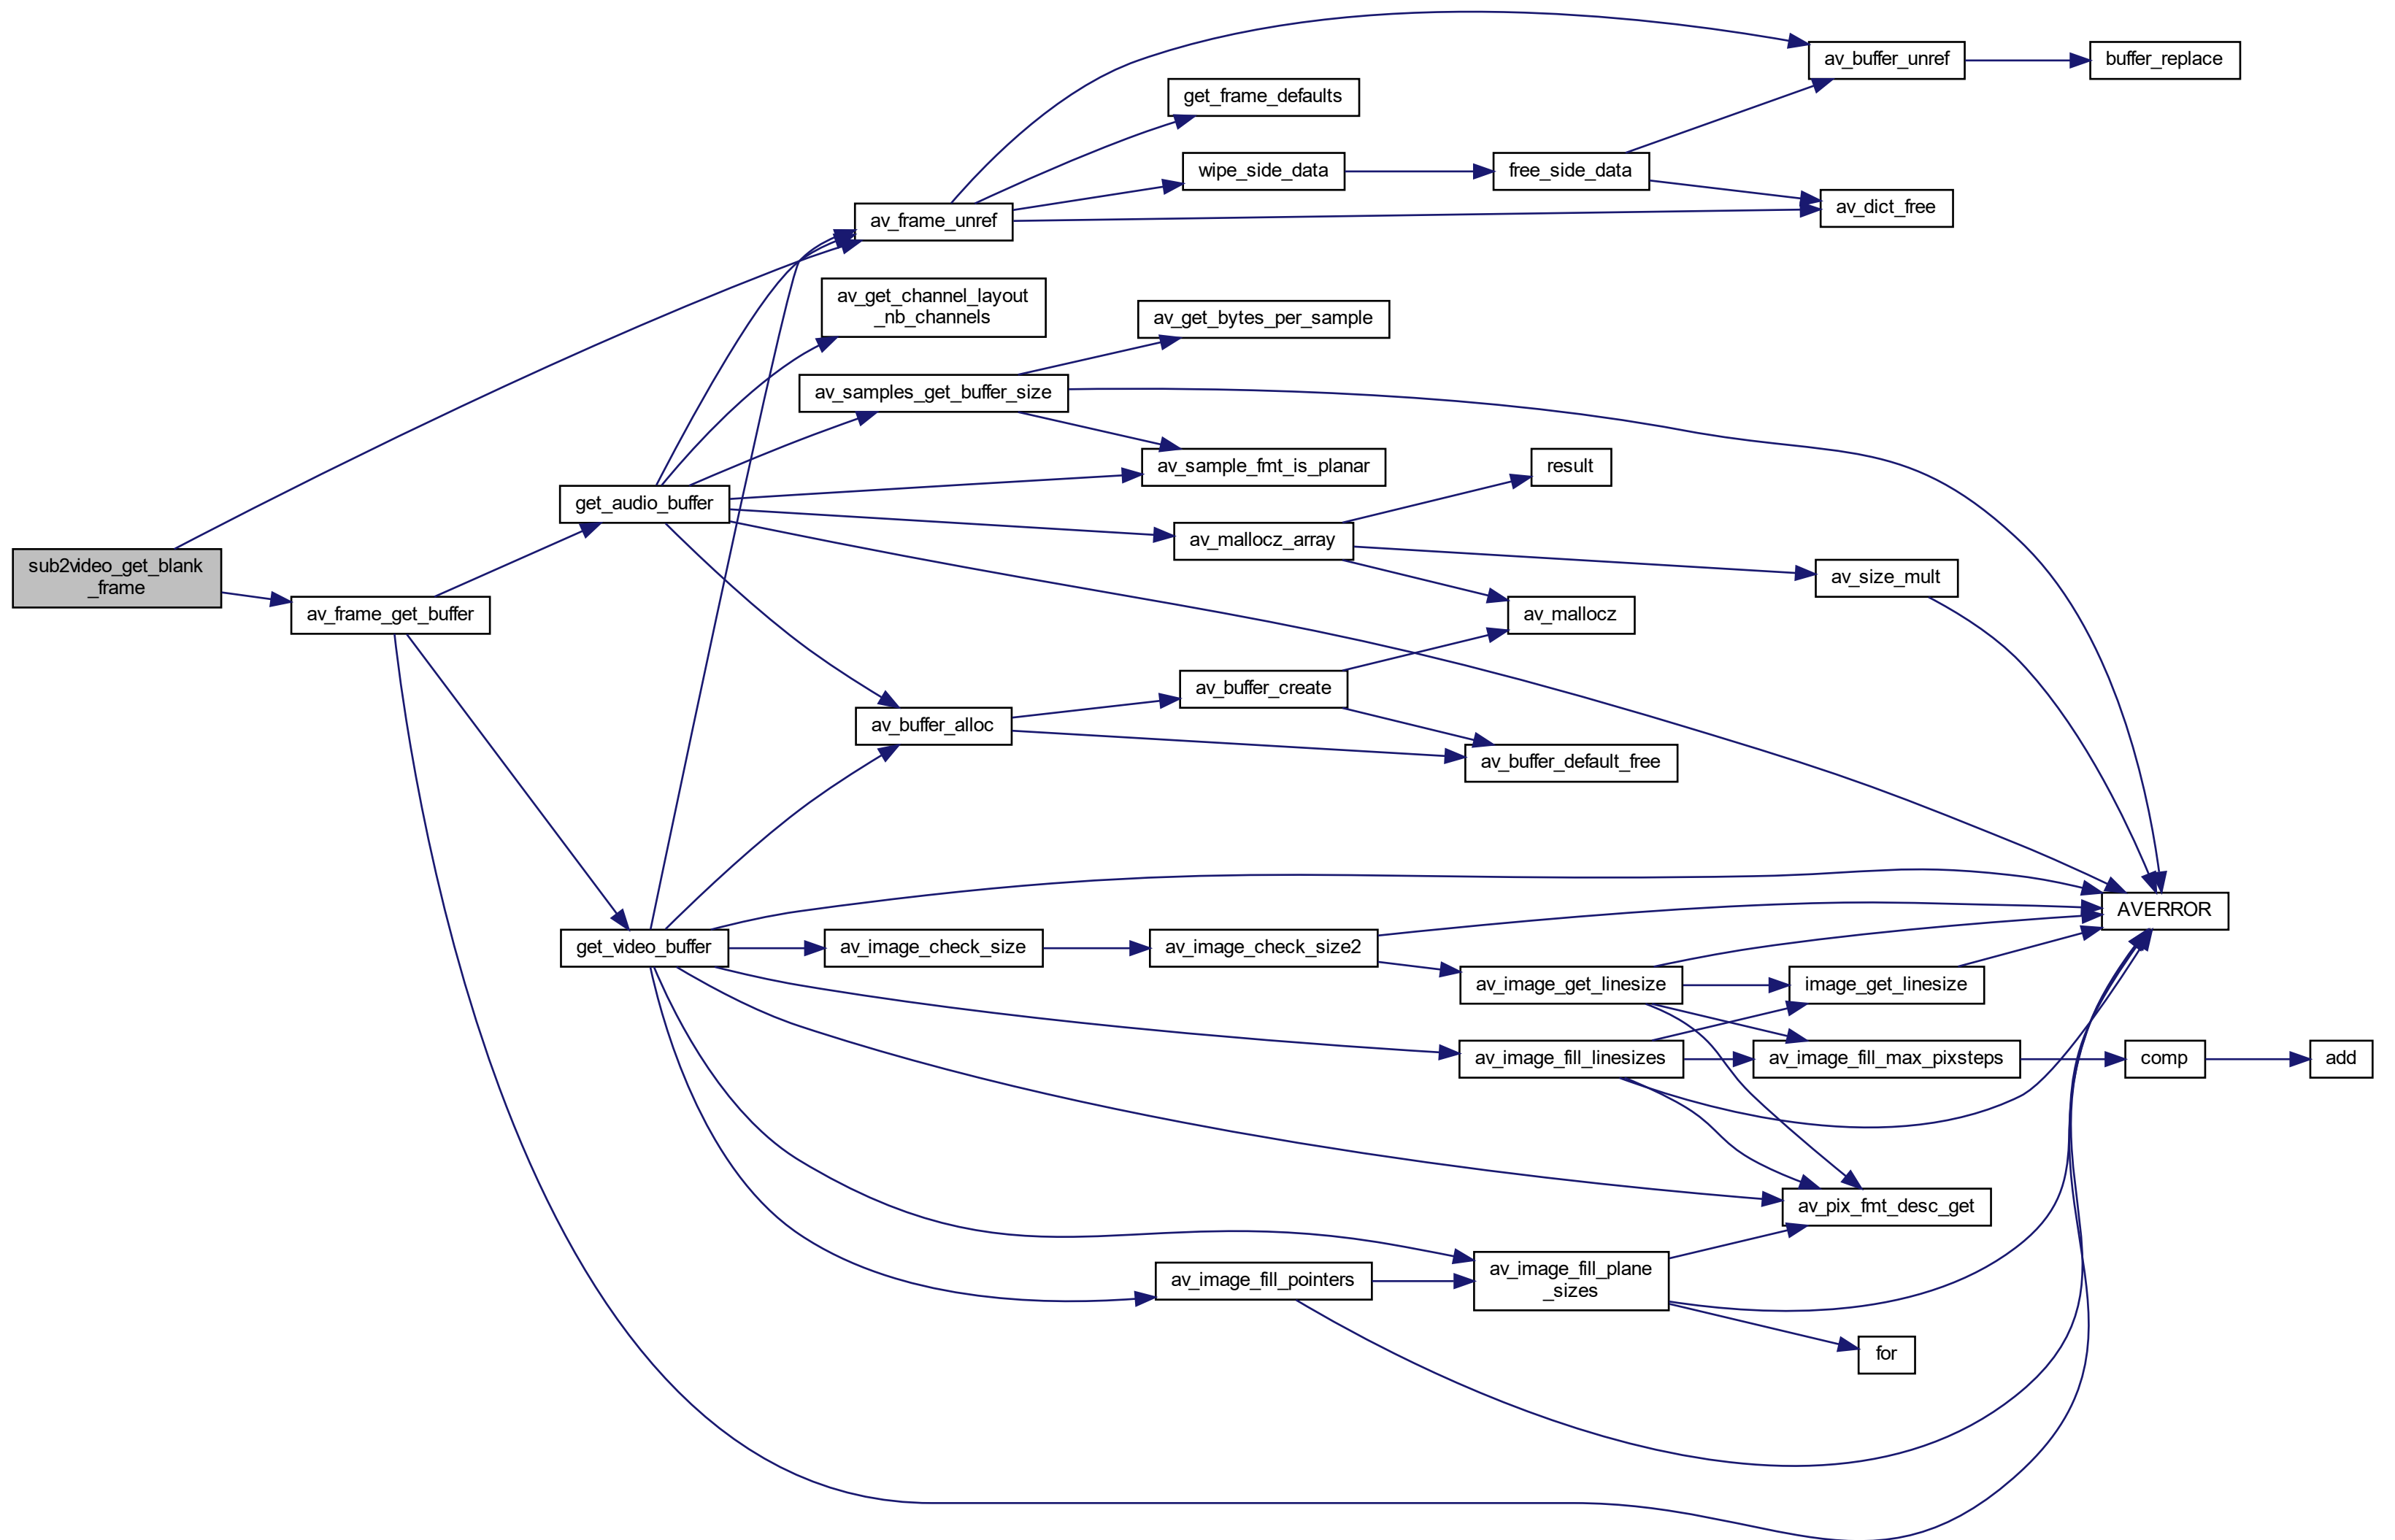 sub2video_get_blank
_frame
av_frame_get_buffer
get_audio_buffer
get_video_buffer
av_frame_unref
av_get_channel_layout
_nb_channels
av_samples_get_buffer_size
av_buffer_alloc
av_image_check_size
get_frame_defaults
wipe_side_data
av_get_bytes_per_sample
av_sample_fmt_is_planar
av_mallocz_array
av_buffer_create
av_image_check_size2
av_image_fill_pointers
free_side_data
result
av_mallocz
av_buffer_default_free
av_image_get_linesize
av_image_fill_linesizes
av_image_fill_plane
_sizes
av_buffer_unref
av_dict_free
av_size_mult
image_get_linesize
av_image_fill_max_pixsteps
av_pix_fmt_desc_get
for
buffer_replace
AVERROR
comp
add